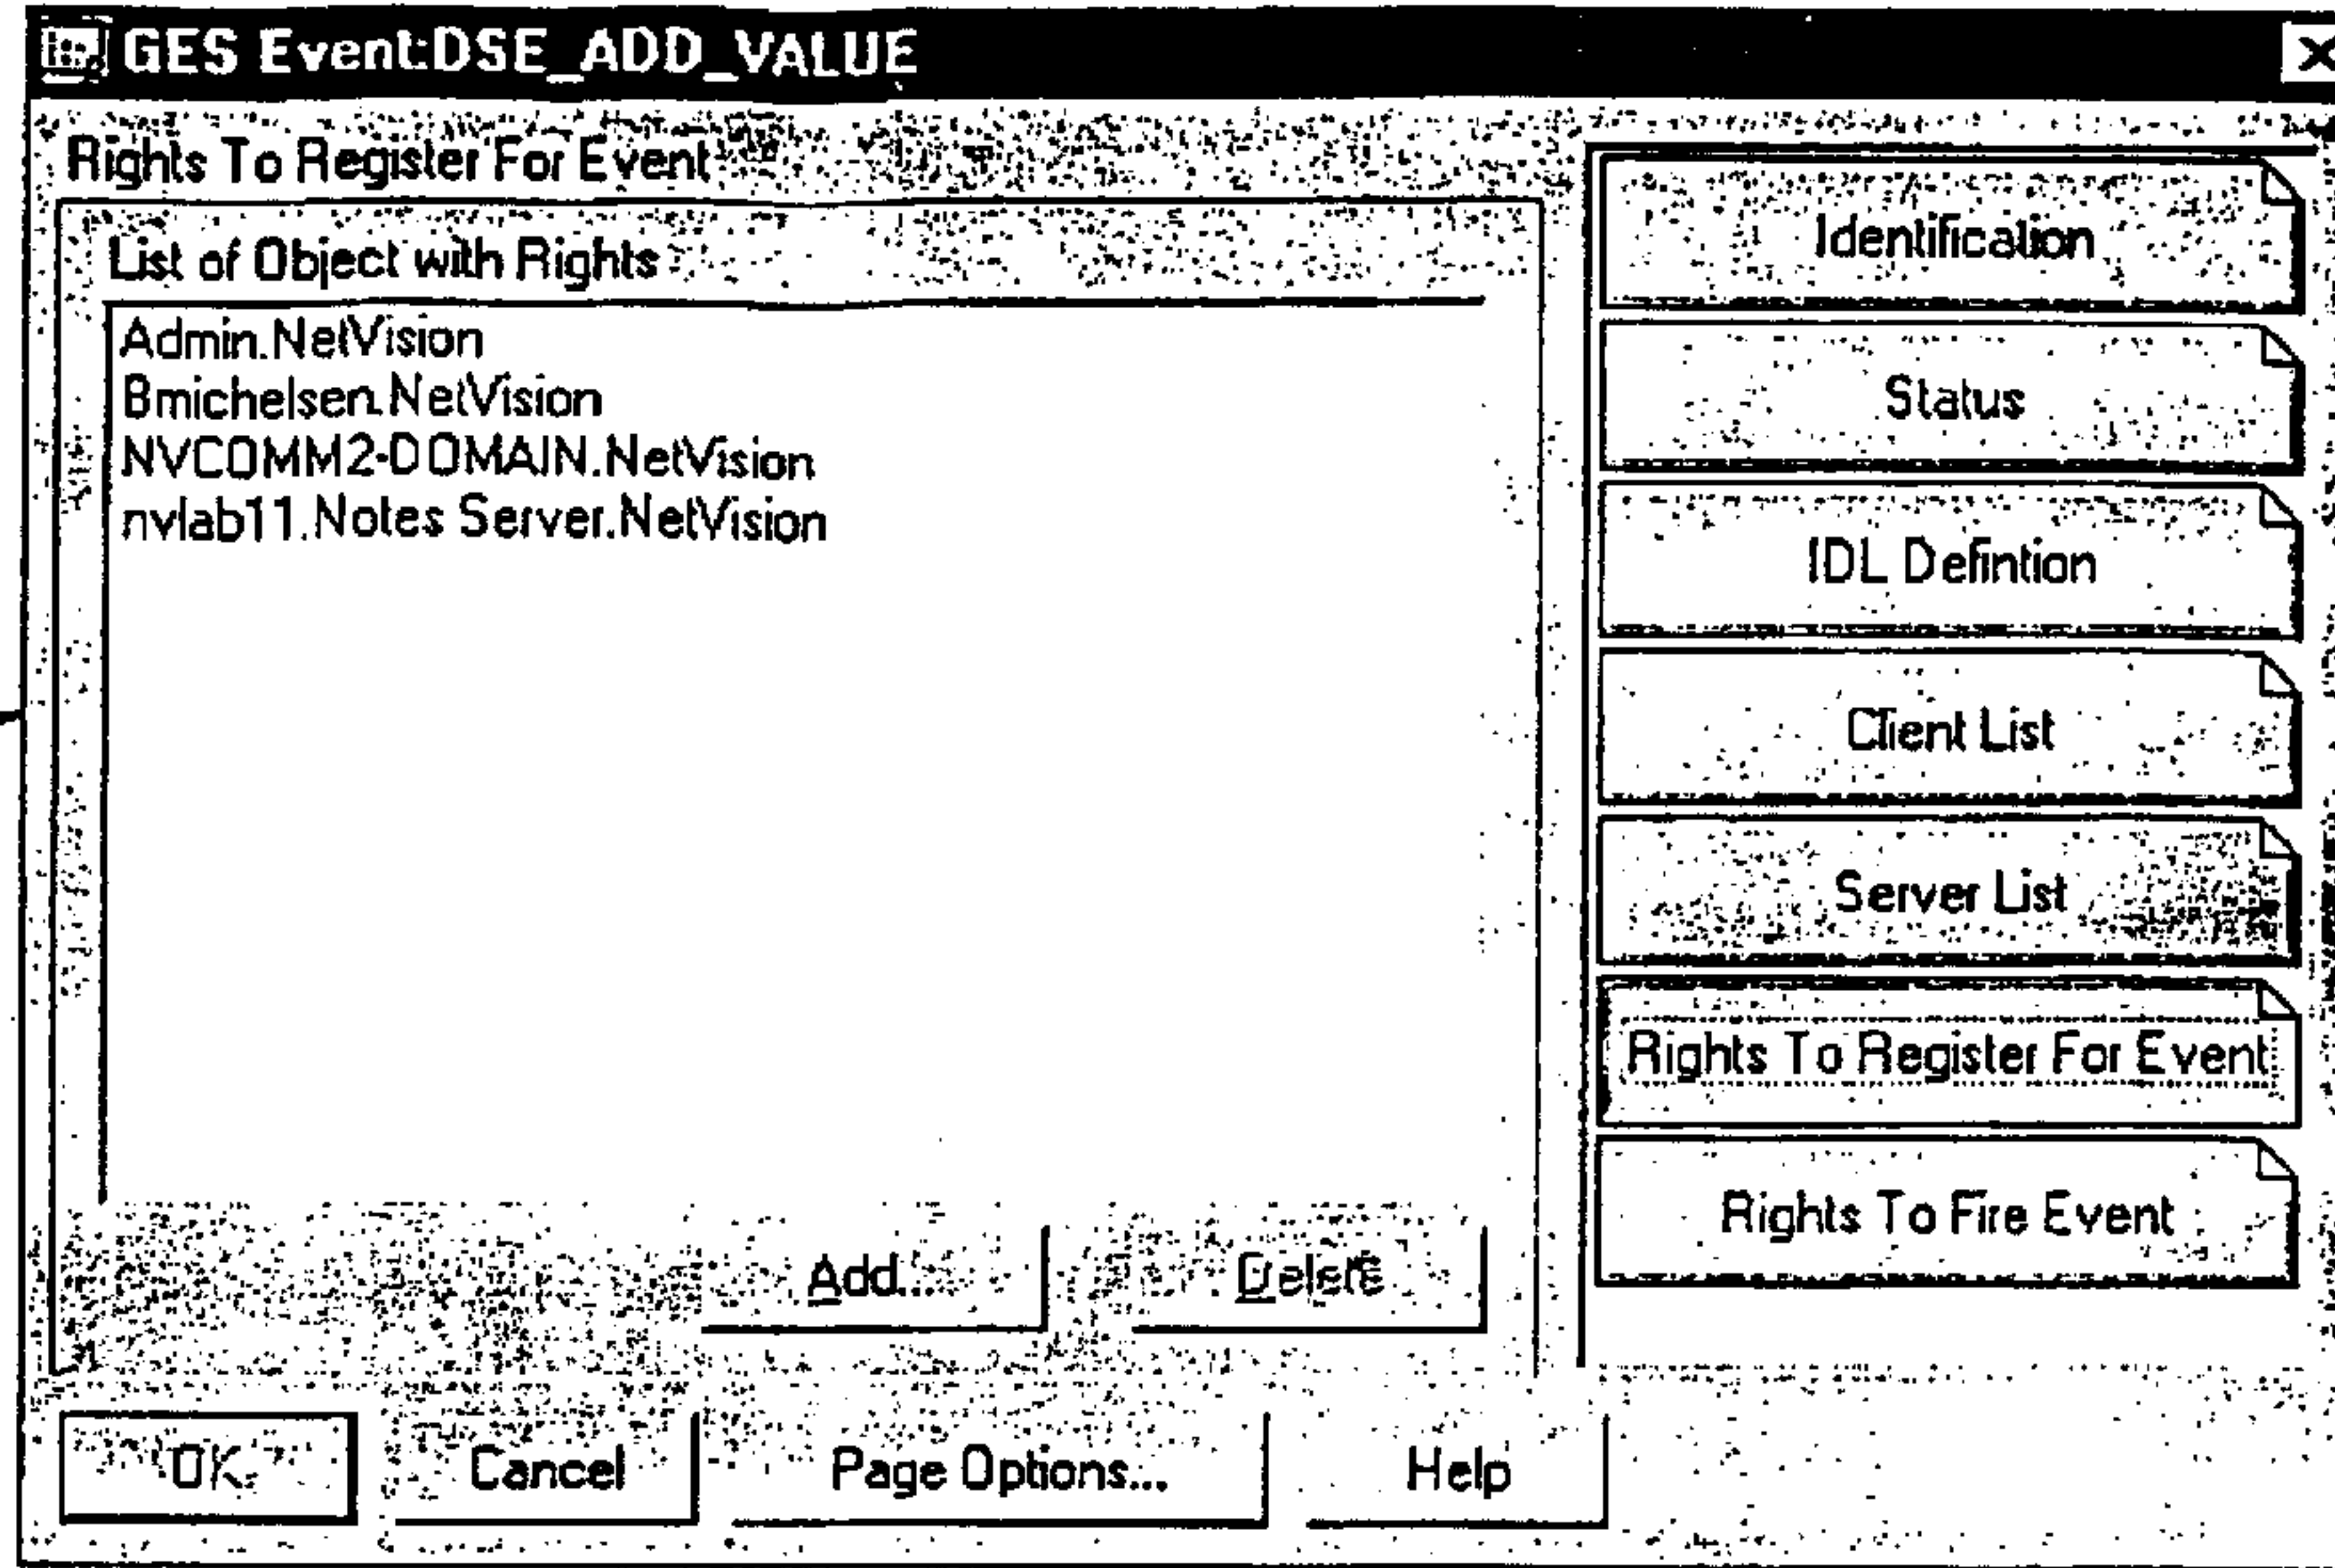 GES Event:DSE_ADD_VALUE
Rights To Register For Event
List of Object with Rights
Admin.NetVision
Bmichelsen.NetVision
NVCOMM2-DOMAIN.NetVision
nvlab11.Notes Server.NetVision
Add...
Delete
OK
Cancel
Page Options...
Help
Identification
Status
IDL Defintion
Client List
Server List
Rights To Register For Event
Rights To Fire Event